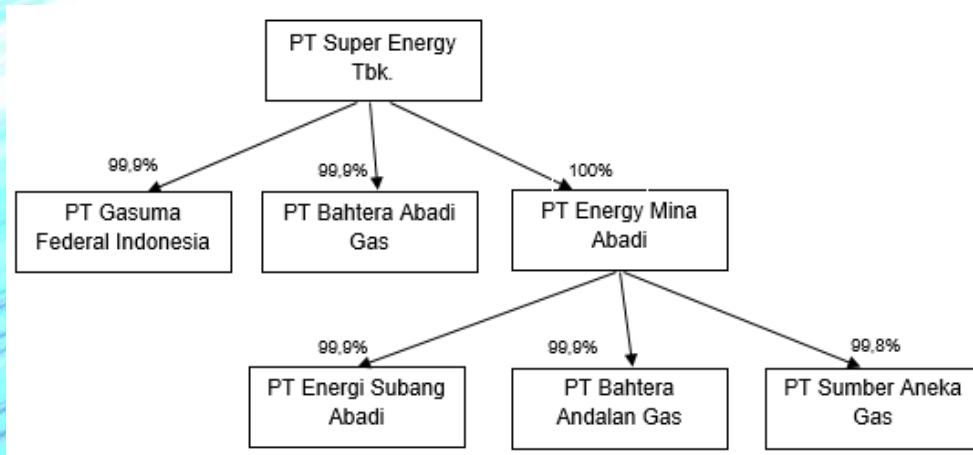 PT Super Energy
Tbk.
99,9%
99,9%
100%
PT Gasuma
Federal Indonesia
PT Bahtera Abadi
Gas
PT Energy Mina
Abadi
99,9%
99,9%
99,8%
PT Energi Subang
Abadi
PT Bahtera
Andalan Gas
PT Sumber Aneka
Gas